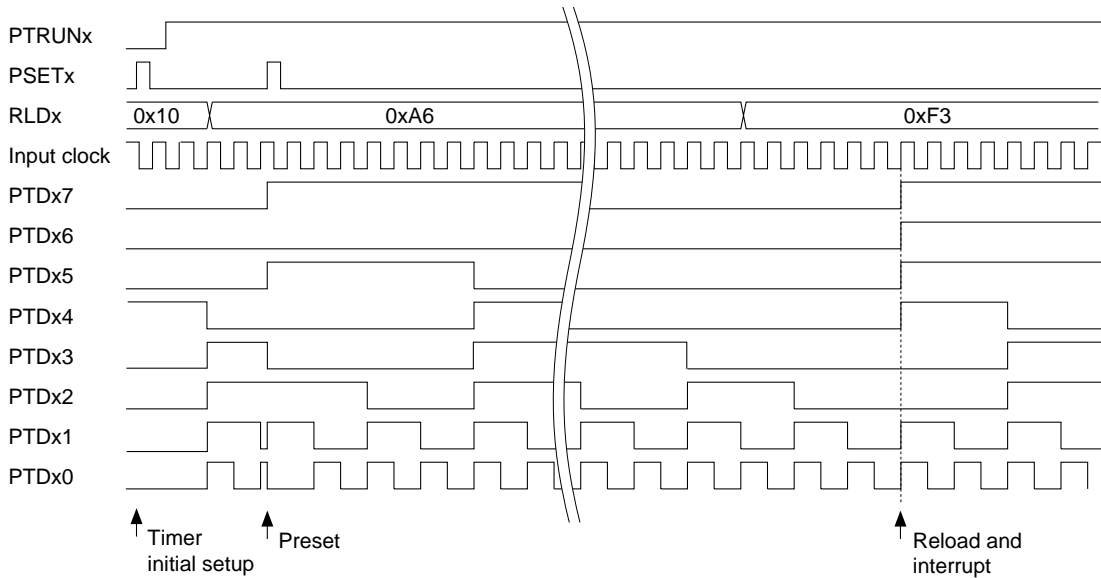 PTRUNx
PSETx
RLDx 0x10 0xA6 0xF3
Input clock
PTDx7
PTDx6
PTDx5
PTDx4
PTDx3
PTDx2
PTDx1
PTDx0
Timer
initial setup
Preset
Reload and
interrupt